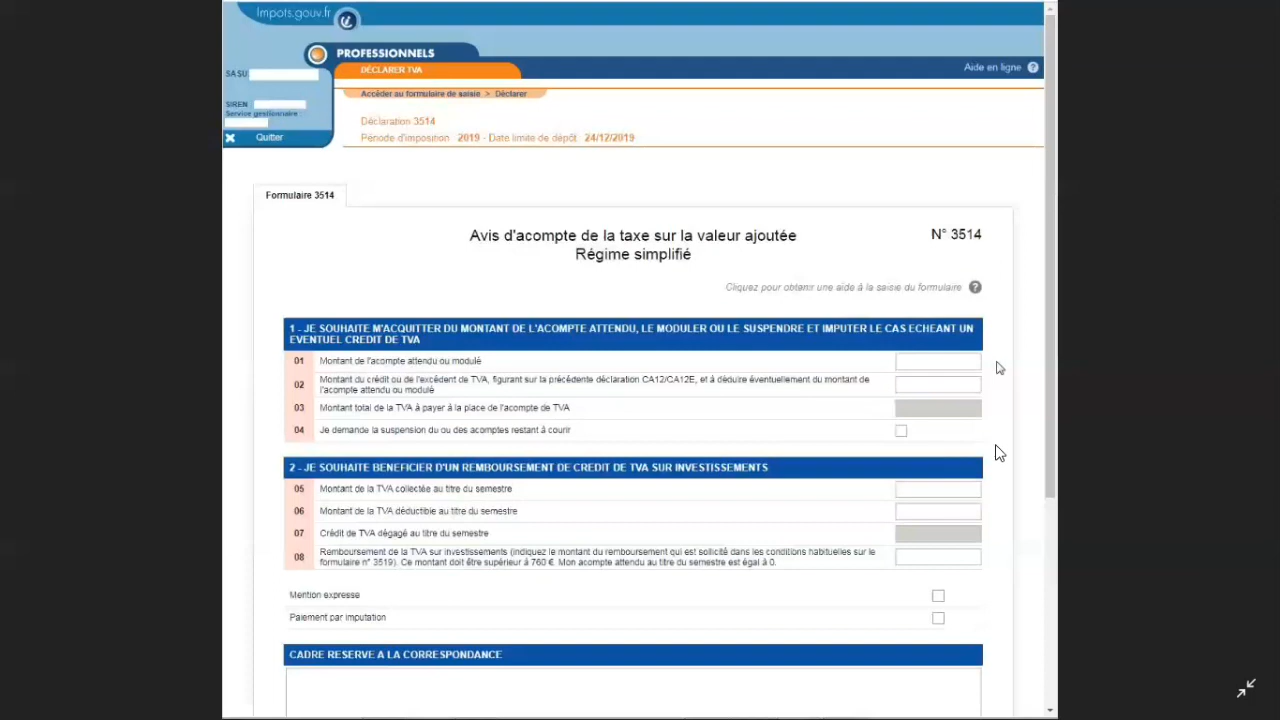 Impots.gouv.fr
PROFESSIONNELS
SASU
DÉCLARER TVA
Aide en ligne ?
Accéder au formulaire de saisie > Déclarer
SIREN :
Service gestionnaire :
Déclaration 3514
Quitter
Période d'imposition 2019 - Date limite de dépôt 24/12/2019
Formulaire 3514
Avis d'acompte de la taxe sur la valeur ajoutée
N° 3514
Régime simplifié
Cliquez pour obtenir une aide à la saisie du formulaire ?
1 - JE SOUHAITE M'ACQUITTER DU MONTANT DE L'ACOMPTE ATTENDU, LE MODULER OU LE SUSPENDRE ET IMPUTER LE CAS ECHEANT UN
EVENTUEL CREDIT DE TVA
01 Montant de l'acompte attendu ou modulé
02 Montant du crédit ou de l'excédent de TVA, figurant sur la précédente déclaration CA12/CA12E, et à déduire éventuellement du montant de
l'acompte attendu ou modulé
03 Montant total de la TVA à payer à la place de l'acompte de TVA
04 Je demande la suspension du ou des acomptes restant à courir
2 - JE SOUHAITE BENEFICIER D'UN REMBOURSEMENT DE CREDIT DE TVA SUR INVESTISSEMENTS
05 Montant de la TVA collectée au titre du semestre
06 Montant de la TVA déductible au titre du semestre
07 Crédit de TVA dégagé au titre du semestre
08 Remboursement de la TVA sur investissements (indiquez le montant du remboursement qui est sollicité dans les conditions habituelles sur le
formulaire n° 3519). Ce montant doit être supérieur à 760 €. Mon acompte attendu au titre du semestre est égal à 0.
Mention expresse
Paiement par imputation
CADRE RESERVE A LA CORRESPONDANCE